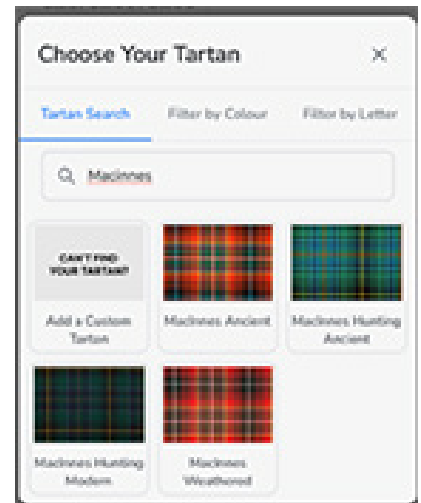 Choose Your Tartan
Tartan Search Filter by Colour Filter by Letter
MacInnes
CAN'T FIND
YOUR TARTAN?
Add a Custom
Tartan
MacInnes Ancient
MacInnes Hunting
Ancient
MacInnes Hunting
Modern
MacInnes
Weathered